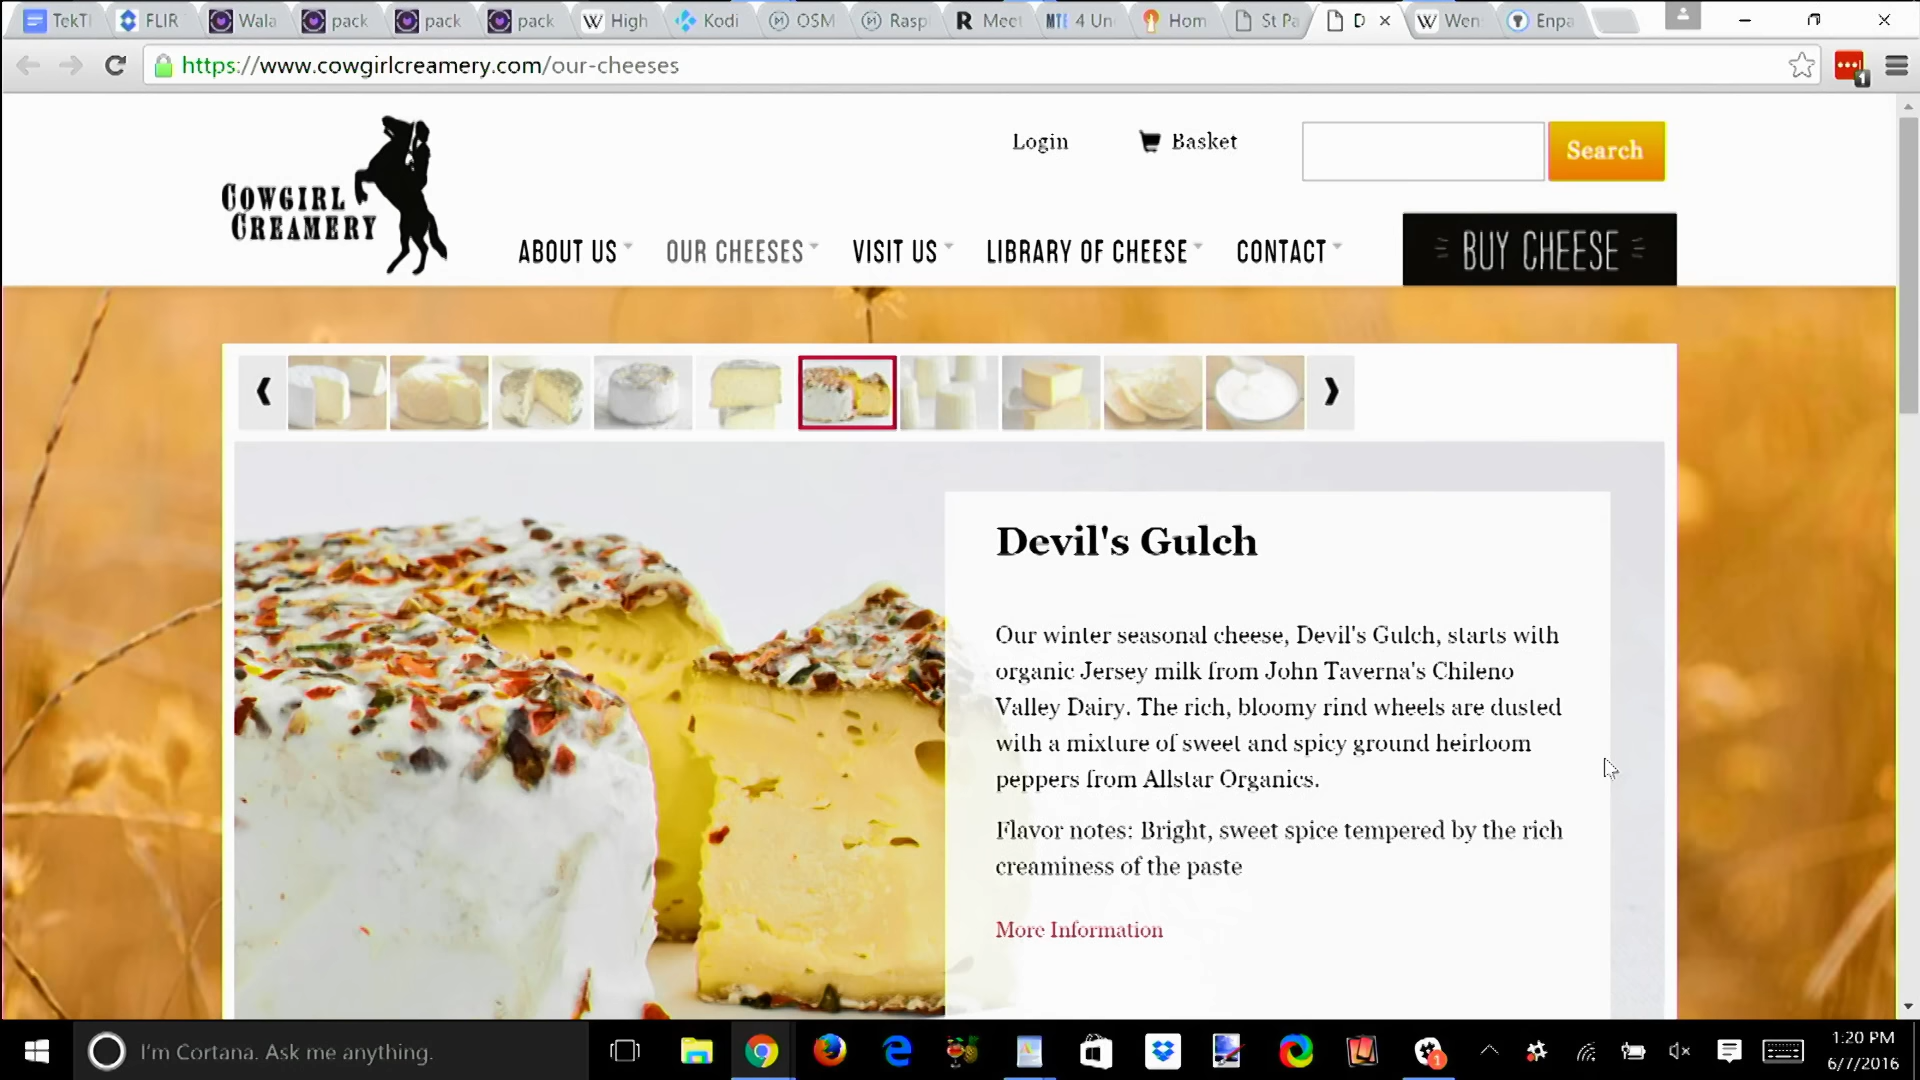 TekTl
FLIR
Wala
pack
pack
pack
High
Kodi
OSM
Rasp
Meet
MTE 4 Un
Hom
St Pa
D
Wen
Enpa
https://www.cowgirlcreamery.com/our-cheeses
1
Login
Basket
Search
COWGIRL
CREAMERY
ABOUT US
OUR CHEESES
VISIT US
LIBRARY OF CHEESE
CONTACT
BUY CHEESE
Devil's Gulch
Our winter seasonal cheese, Devil's Gulch, starts with
organic Jersey milk from John Taverna's Chileno
Valley Dairy. The rich, bloomy rind wheels are dusted
with a mixture of sweet and spicy ground heirloom
peppers from Allstar Organics.
Flavor notes: Bright, sweet spice tempered by the rich
creaminess of the paste
More Information
I'm Cortana. Ask me anything.
1
1:20 PM
6/7/2016